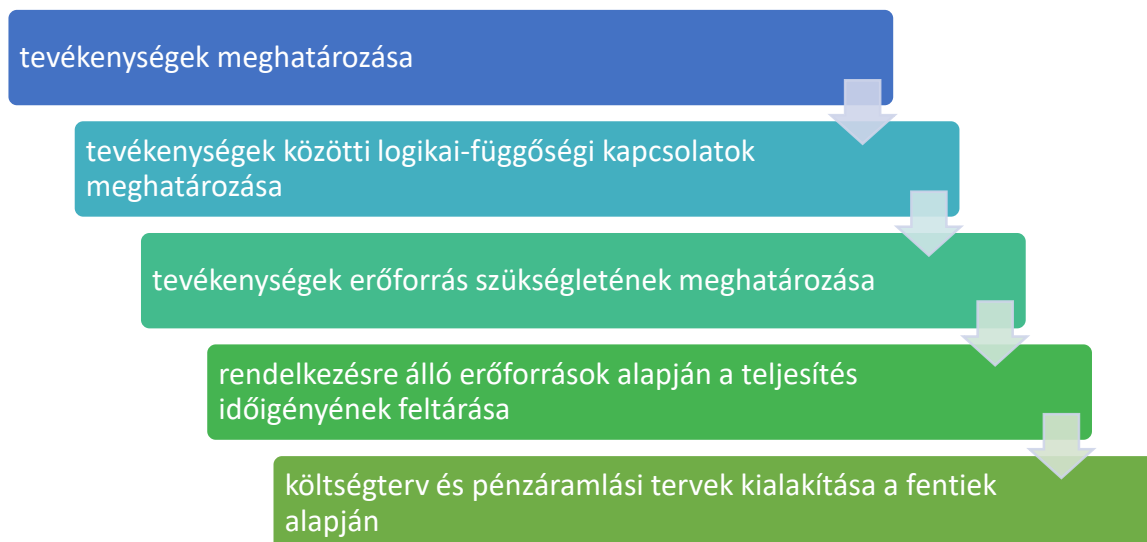 tevékenységek meghatározása
tevékenységek közötti logikai-függőségi kapcsolatok
meghatározása
tevékenységek erőforrás szükségletének meghatározása
rendelkezésre álló erőforrások alapján a teljesítés
időigényének feltárása
költségterv és pénzáramlási tervek kialakítása a fentiek
alapján